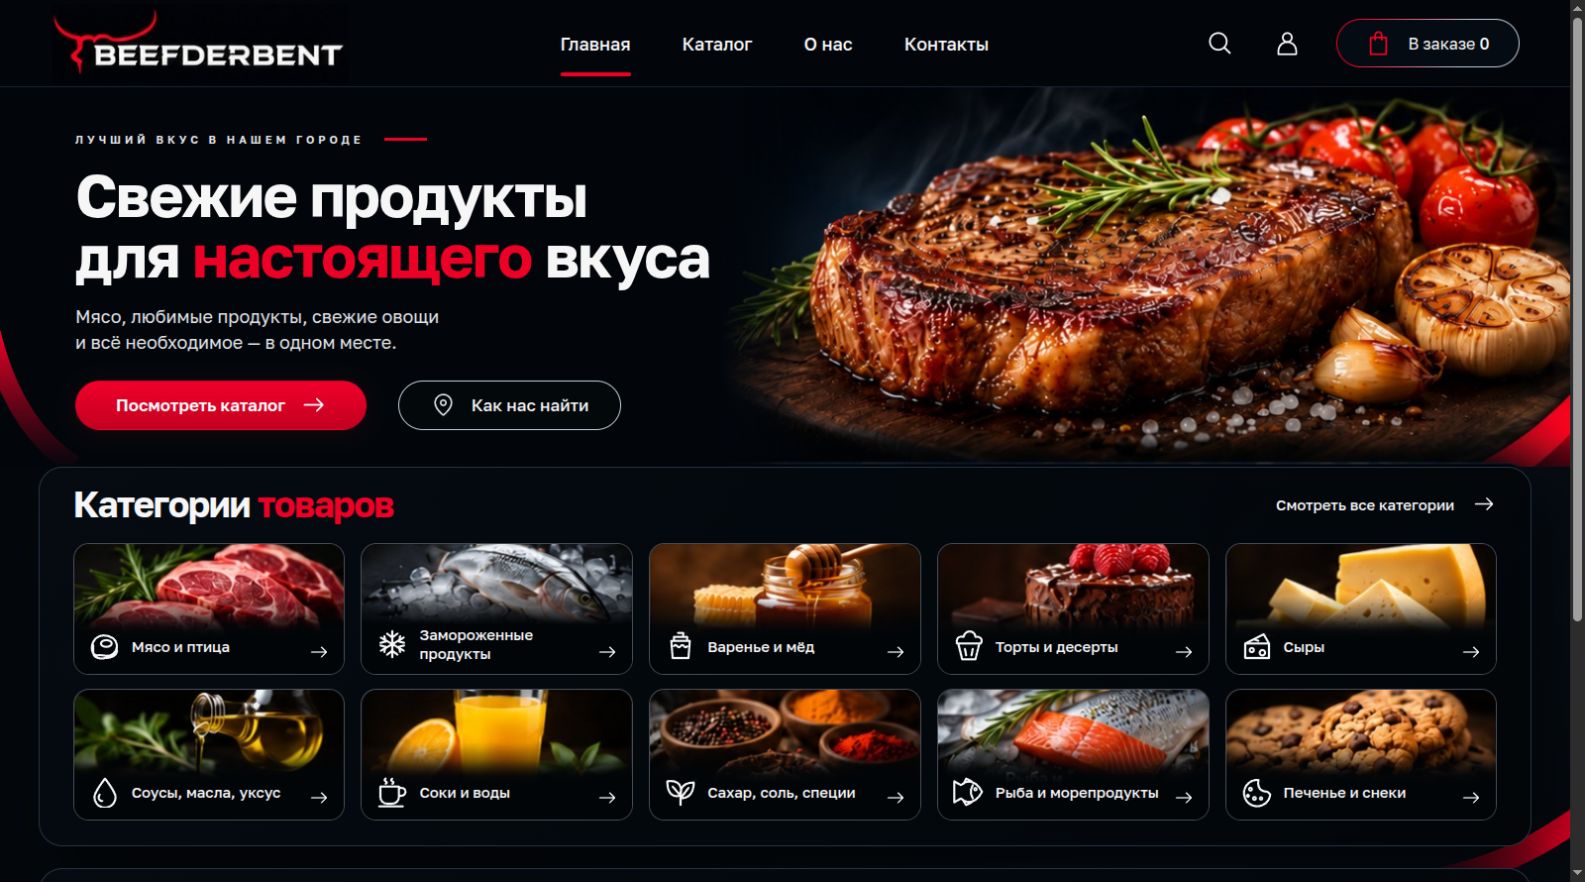 BEEFDERBENT
Главная
Каталог
О нас
Контакты
В заказе 0
ЛУЧШИЙ ВКУС В НАШЕМ ГОРОДЕ
Свежие продукты
для настоящего вкуса
Мясо, любимые продукты, свежие овощи
и всё необходимое — в одном месте.
Посмотреть каталог
Как нас найти
Категории товаров
Смотреть все категории
Мясо и птица
Замороженные
продукты
Варенье и мёд
Торты и десерты
Сыры
Соусы, масла, уксус
Соки и воды
Сахар, соль, специи
Рыба и морепродукты
Печенье и снеки